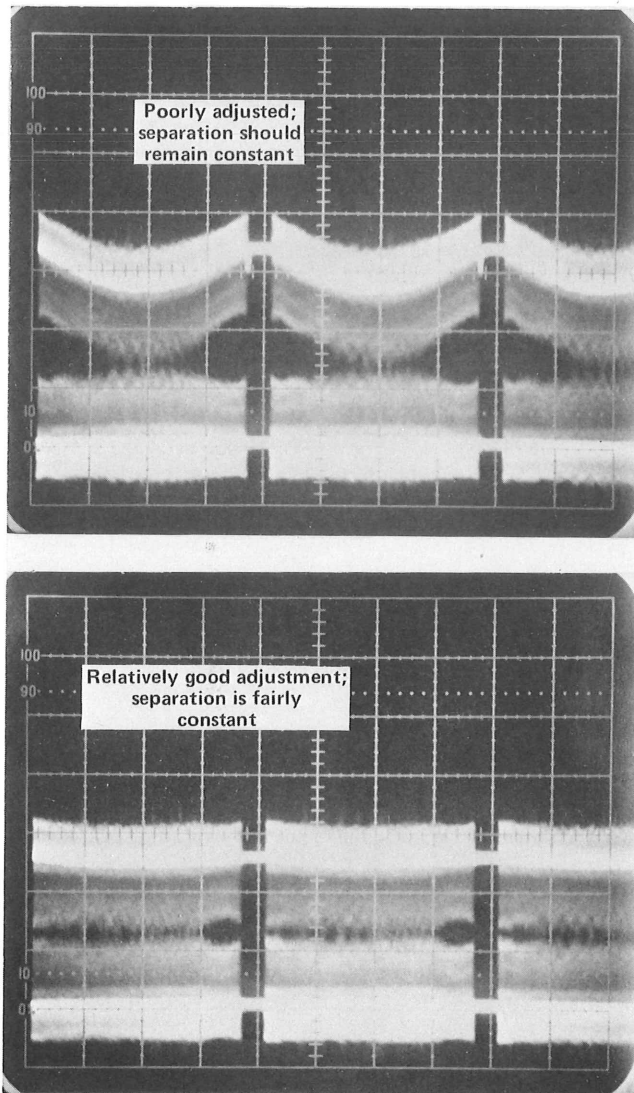 100
90
Poorly adjusted;
separation should
remain constant
10
0
100
90
Relatively good adjustment;
separation is fairly
constant
10
0